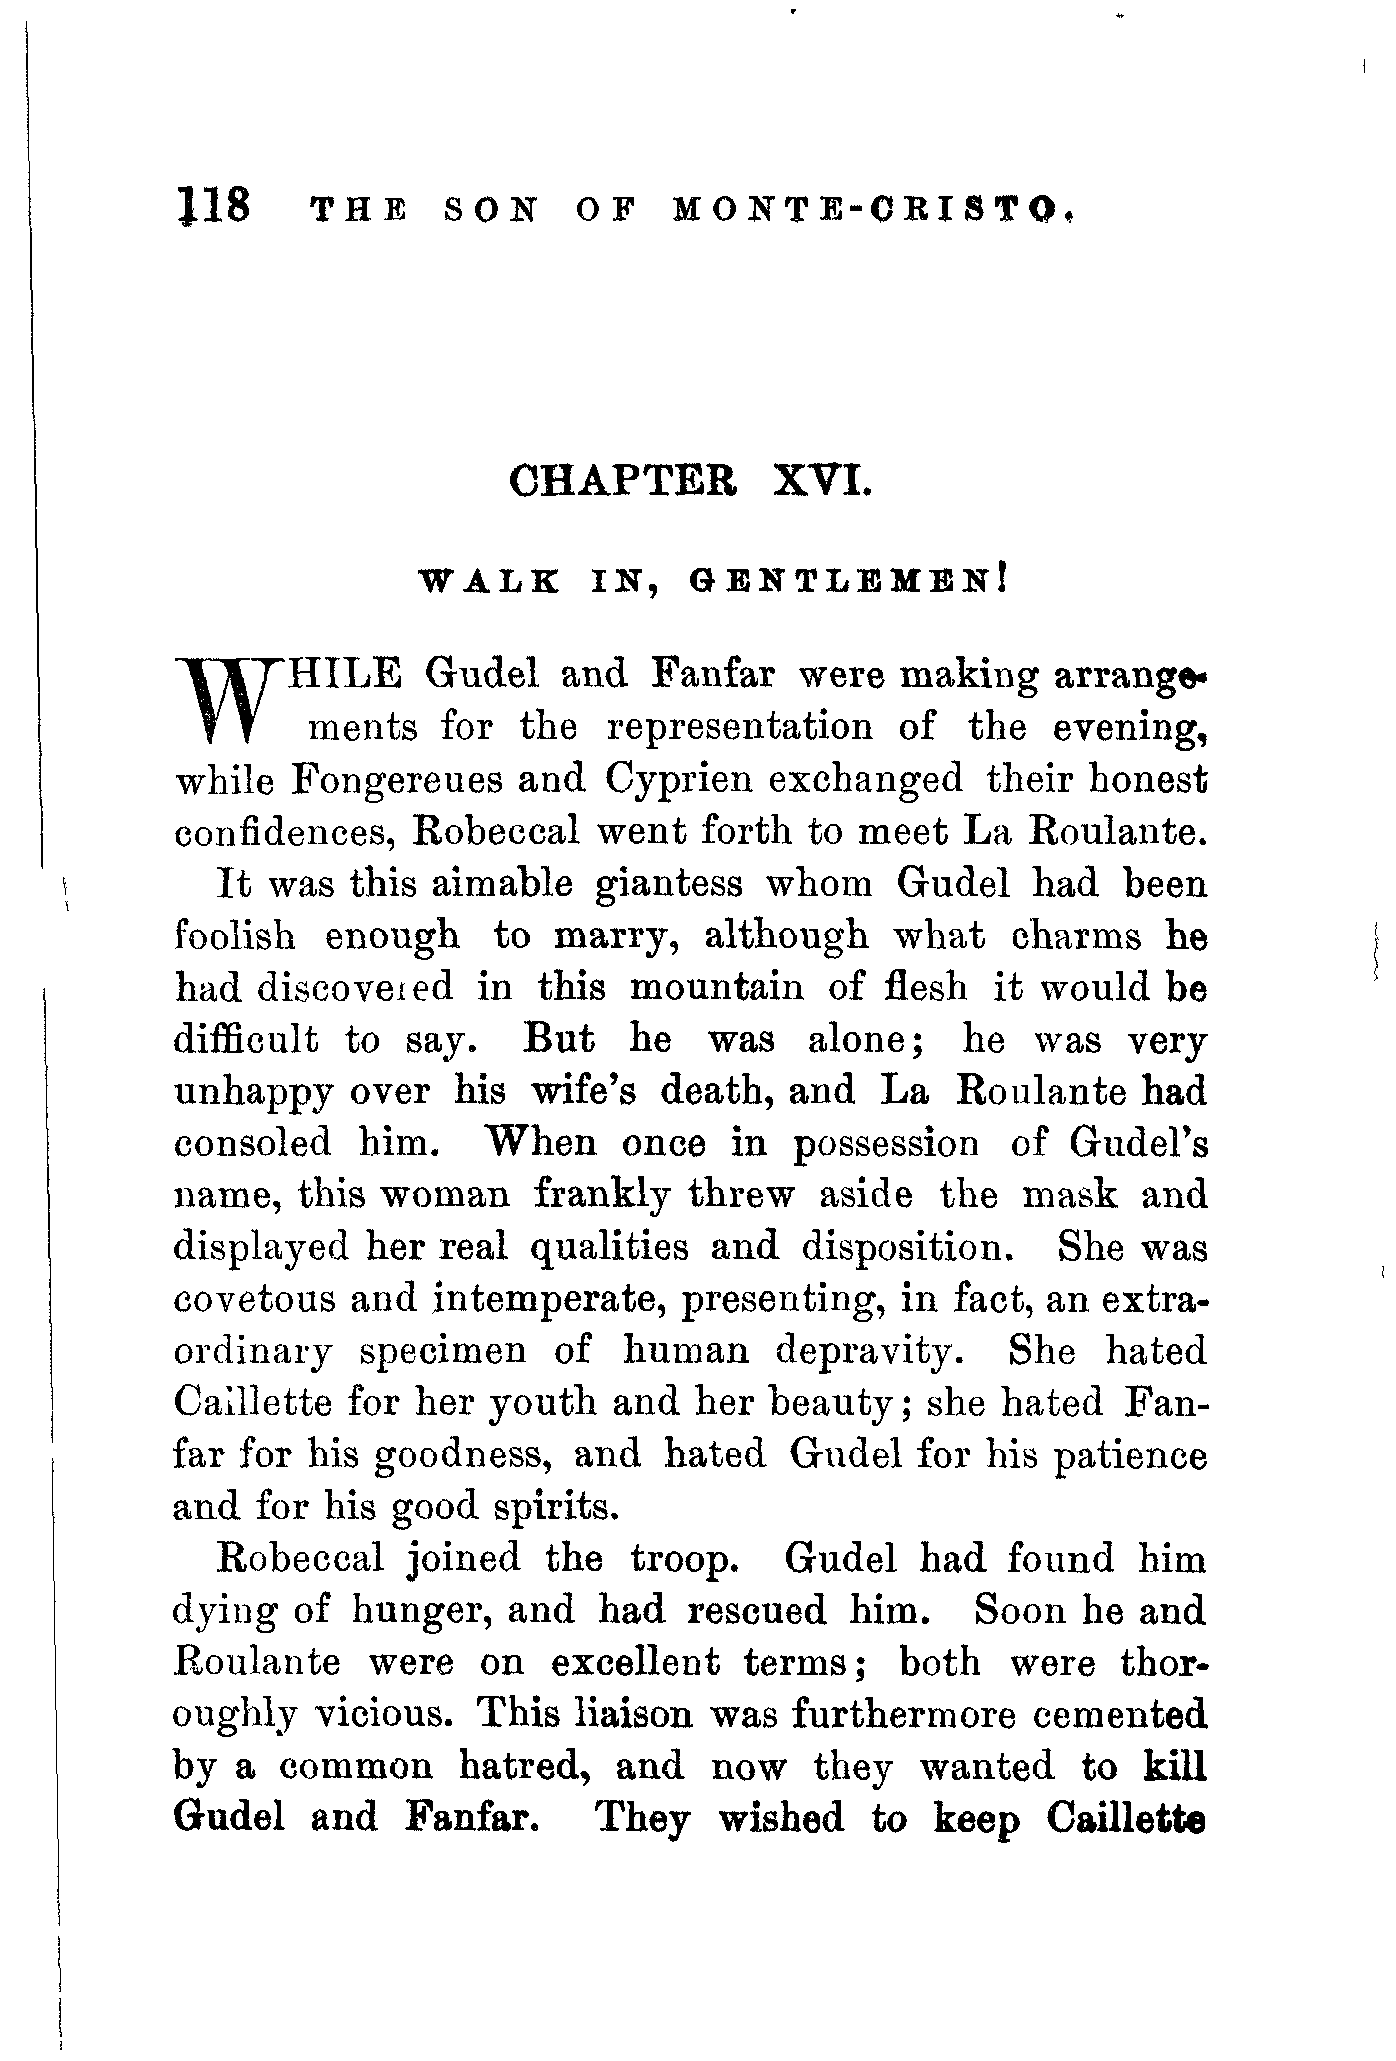 118 THE SON OF MONTE-CRISTO.
CHAPTER XVI.
WALK IN, GENTLEMEN!
WHILE Gudel and Fanfar were making arrange-
ments for the representation of the evening,
while Fongereues and Cyprien exchanged their honest
confidences, Robeccal went forth to meet La Roulante.
It was this aimable giantess whom Gudel had been
foolish enough to marry, although what charms he
had discovered in this mountain of flesh it would be
difficult to say. But he was alone; he was very
unhappy over his wife's death, and La Roulante had
consoled him. When once in possession of Gudel's
name, this woman frankly threw aside the mask and
displayed her real qualities and disposition. She was
covetous and intemperate, presenting, in fact, an extra-
ordinary specimen of human depravity. She hated
Caillette for her youth and her beauty; she hated Fan-
far for his goodness, and hated Gudel for his patience
and for his good spirits.
Robeccal joined the troop. Gudel had found him
dying of hunger, and had rescued him. Soon he and
Roulante were on excellent terms; both were thor-
oughly vicious. This liaison was furthermore cemented
by a common hatred, and now they wanted to kill
Gudel and Fanfar. They wished to keep Caillette